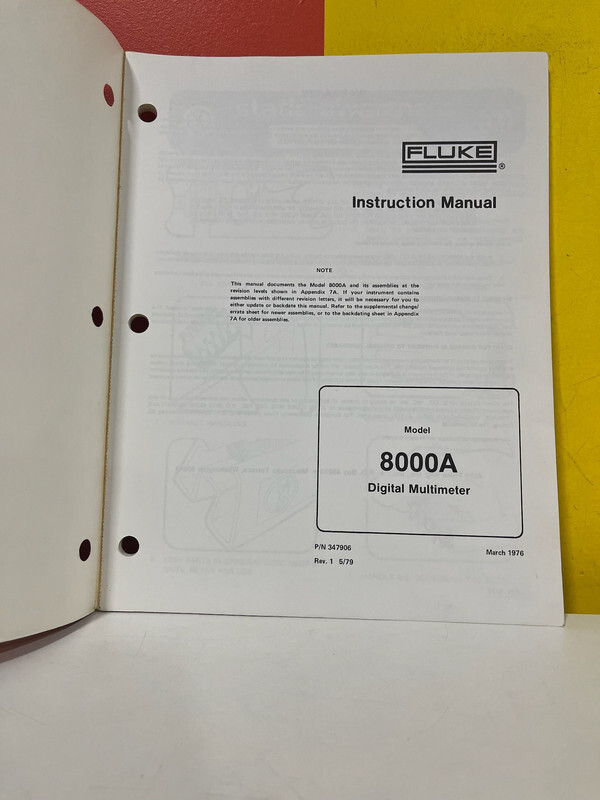 FLUKE
®
Instruction Manual
NOTE
This manual documents the Model 8000A and its assemblies at the
revision levels shown in Appendix 7A. If your instrument contains
assemblies with different revision letters, it will be necessary for you to
either update or backdate this manual. Refer to the supplemental change/
errata sheet for newer assemblies, or to the backdating sheet in Appendix
7A for older assemblies.
Model
8000A
Digital Multimeter
P/N 347906
March 1976
Rev. 1 5/79